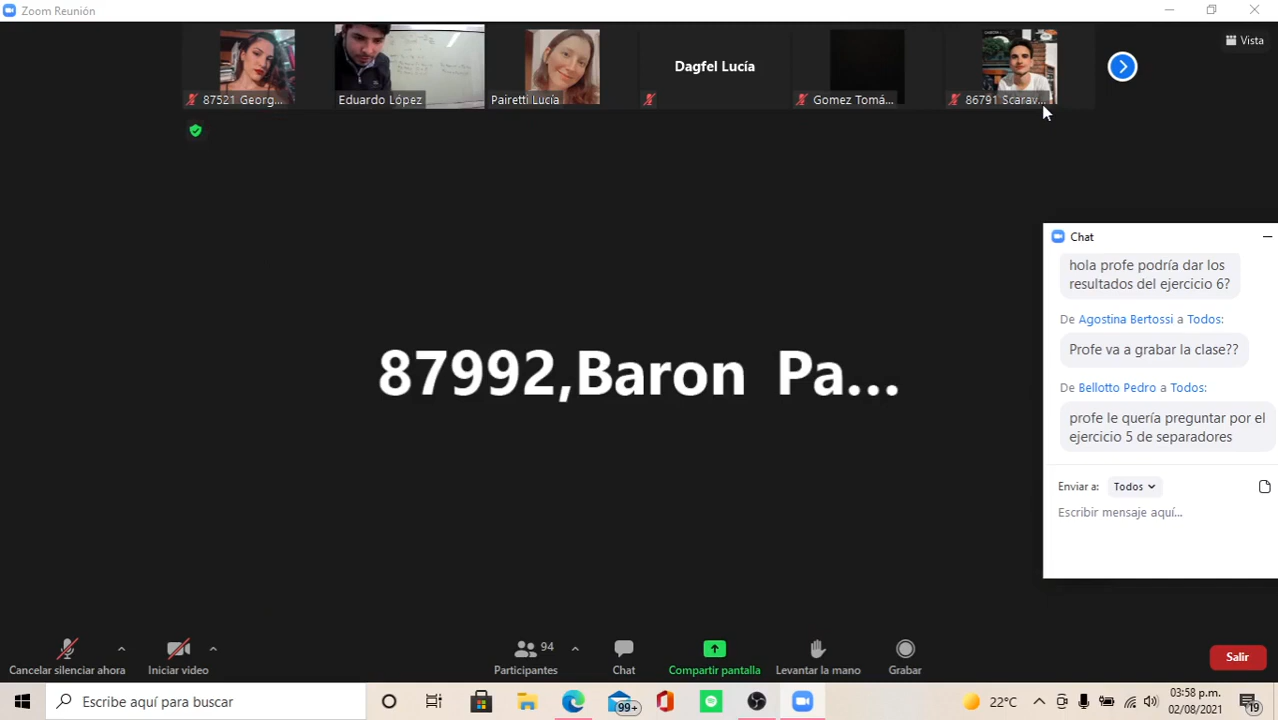 Zoom Reunión
Vista
87521 Georg...
Eduardo López
Pairetti Lucía
Dagfel Lucía
Gomez Tomá...
86791 Scarav...
87992,Baron Pa...
Chat
hola profe podría dar los
resultados del ejercicio 6?
De Agostina Bertossi a Todos:
Profe va a grabar la clase??
De Bellotto Pedro a Todos:
profe le quería preguntar por el
ejercicio 5 de separadores
Enviar a: Todos
Escribir mensaje aquí...
Cancelar silenciar ahora
Iniciar video
94
Participantes
Chat
Compartir pantalla
Levantar la mano
Grabar
Salir
Escribe aquí para buscar
99+
22°C
03:58 p.m.
02/08/2021
19